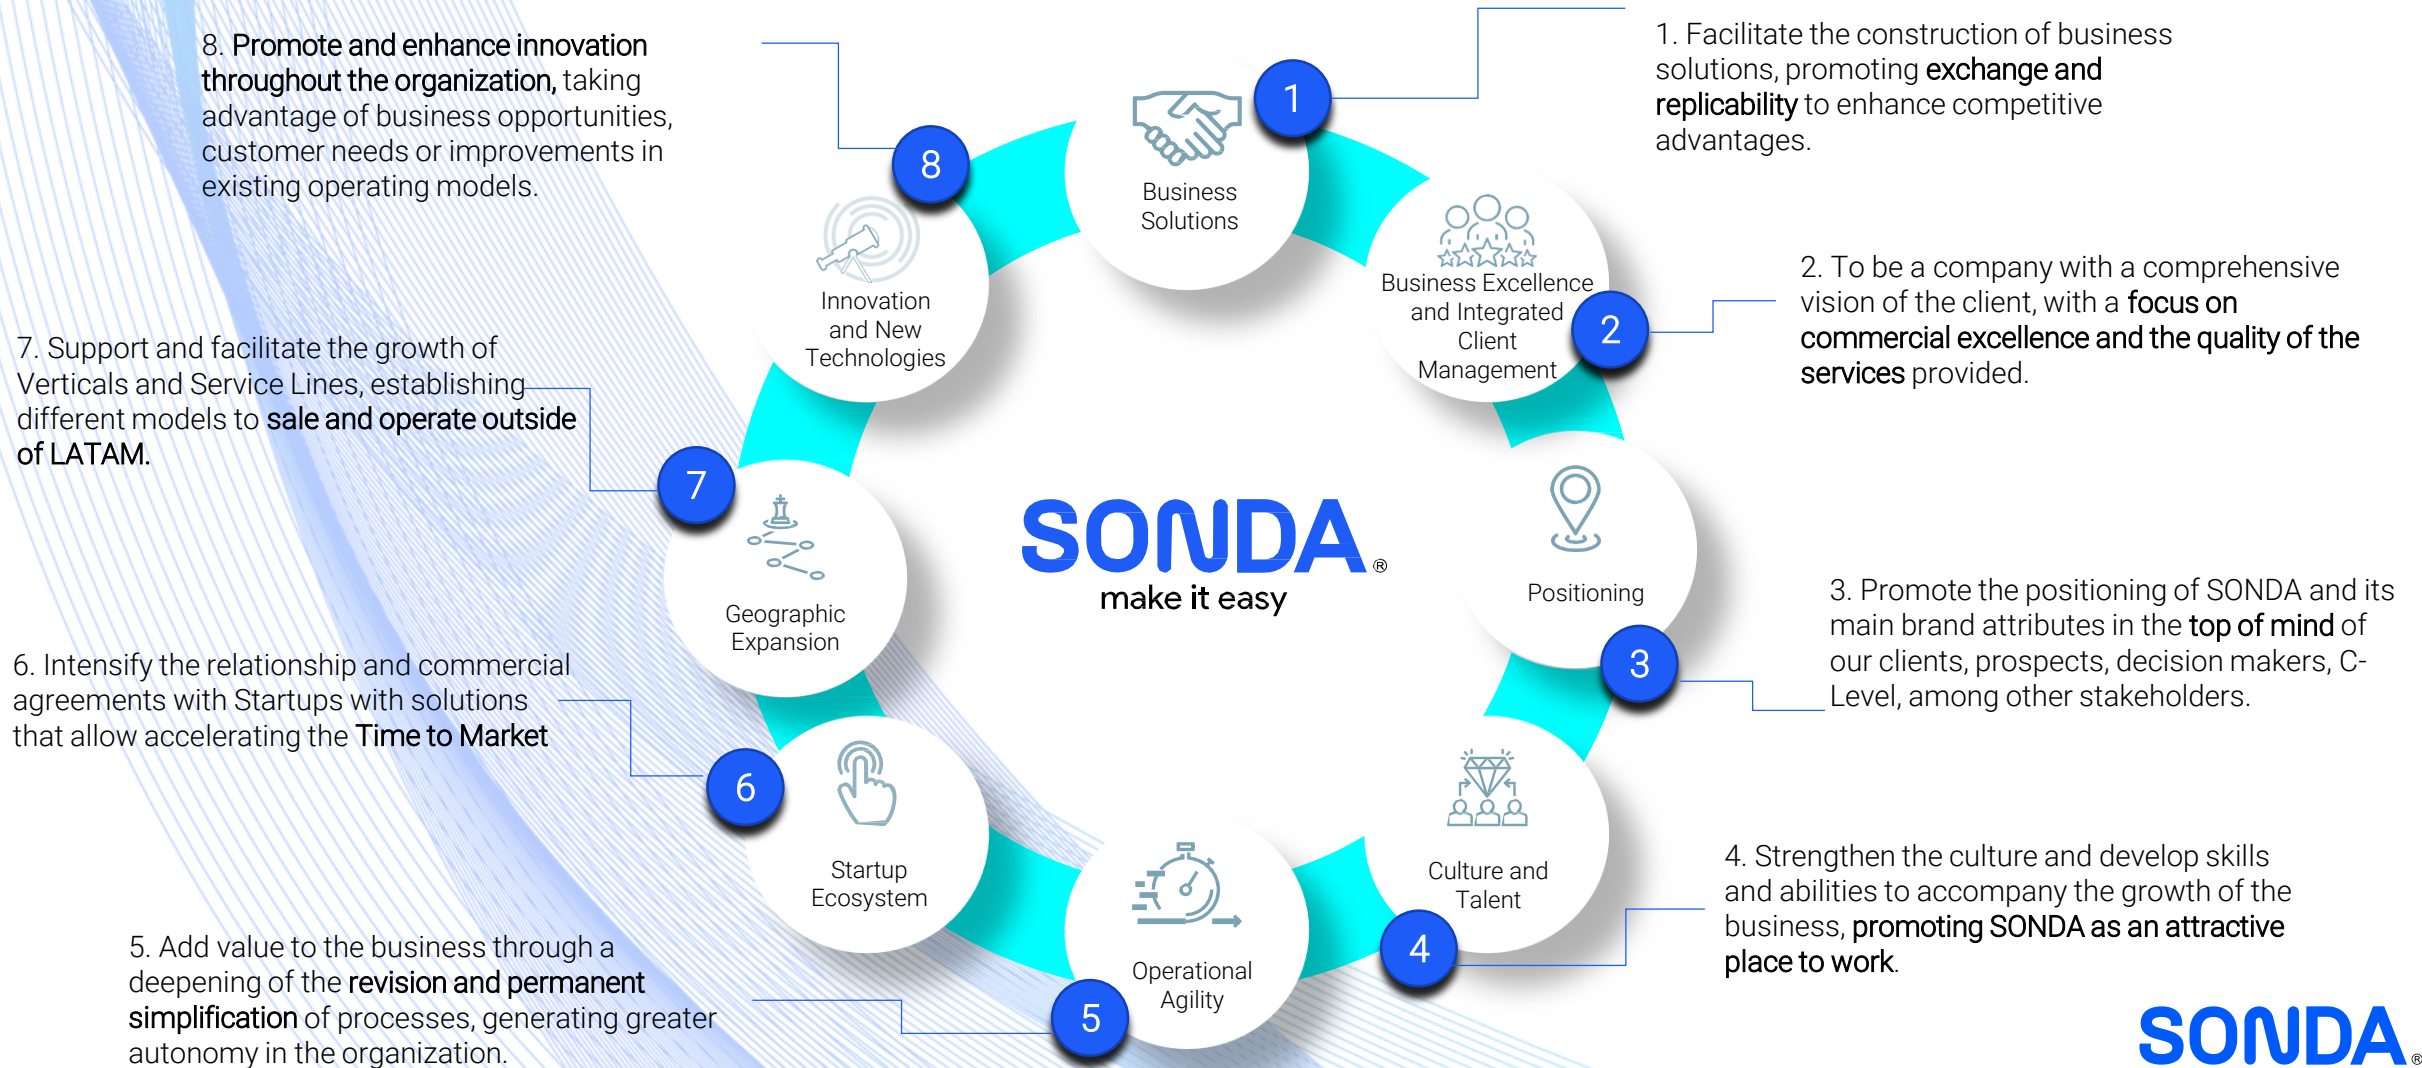 1. Facilitate the construction of business
solutions, promoting exchange and
replicability to enhance competitive
advantages.
2. To be a company with a comprehensive
vision of the client, with a focus on
commercial excellence and the quality of the
services provided.
3. Promote the positioning of SONDA and its
main brand attributes in the top of mind of
our clients, prospects, decision makers, C-
Level, among other stakeholders.
4. Strengthen the culture and develop skills
and abilities to accompany the growth of the
business, promoting SONDA as an attractive
place to work.
5. Add value to the business through a
deepening of the revision and permanent
simplification of processes, generating greater
autonomy in the organization.
6. Intensify the relationship and commercial
agreements with Startups with solutions
that allow accelerating the Time to Market
7. Support and facilitate the growth of
Verticals and Service Lines, establishing
different models to sale and operate outside
of LATAM.
8. Promote and enhance innovation
throughout the organization, taking
advantage of business opportunities,
customer needs or improvements in
existing operating models.
1
Business
Solutions
2
Business Excellence
and Integrated
Client
Management
3
Positioning
4
Culture and
Talent
5
Operational
Agility
6
Startup
Ecosystem
7
Geographic
Expansion
8
Innovation
and New
Technologies
SONDA®
make it easy
SONDA®